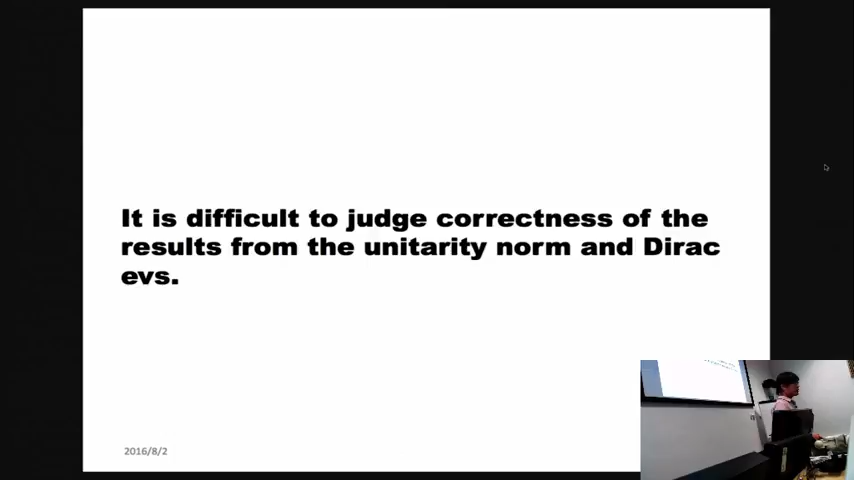 It is difficult to judge correctness of the
results from the unitarity norm and Dirac
evs.
2016/8/2